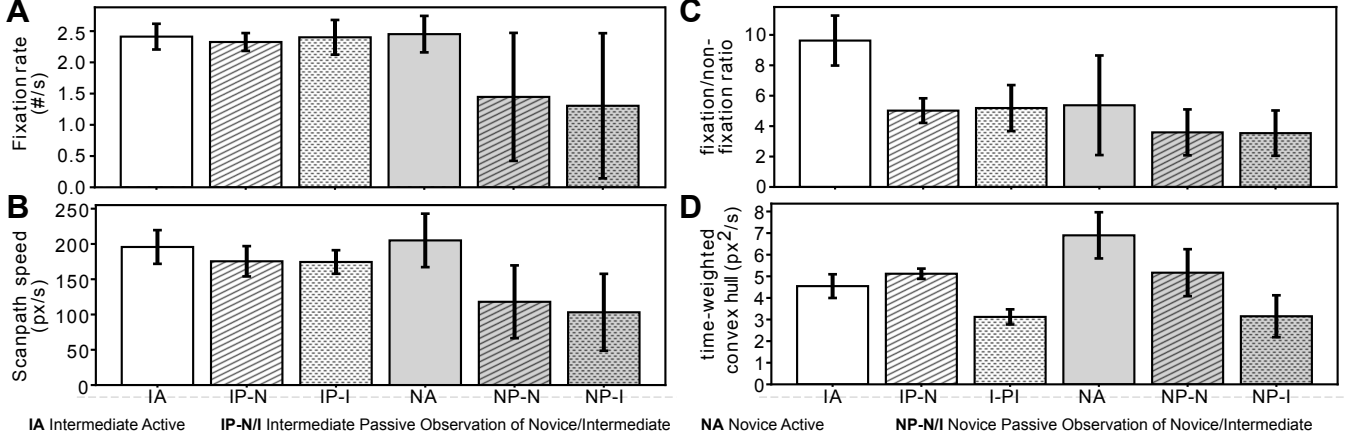 A
Fixation rate
(#/s)
2.5
2.0
1.5
1.0
0.5
0.0
C
fixation/non-
fixation ratio
10
8
6
4
2
0
B
Scanpath speed
(px/s)
250
200
150
100
50
0
IA IP-N IP-I NA NP-N NP-I
D
time-weighted
convex hull (px²/s)
8
7
6
5
4
3
2
1
0
IA IP-N I-PI NA NP-N NP-I
IA Intermediate Active IP-N/I Intermediate Passive Observation of Novice/Intermediate NA Novice Active NP-N/I Novice Passive Observation of Novice/Intermediate